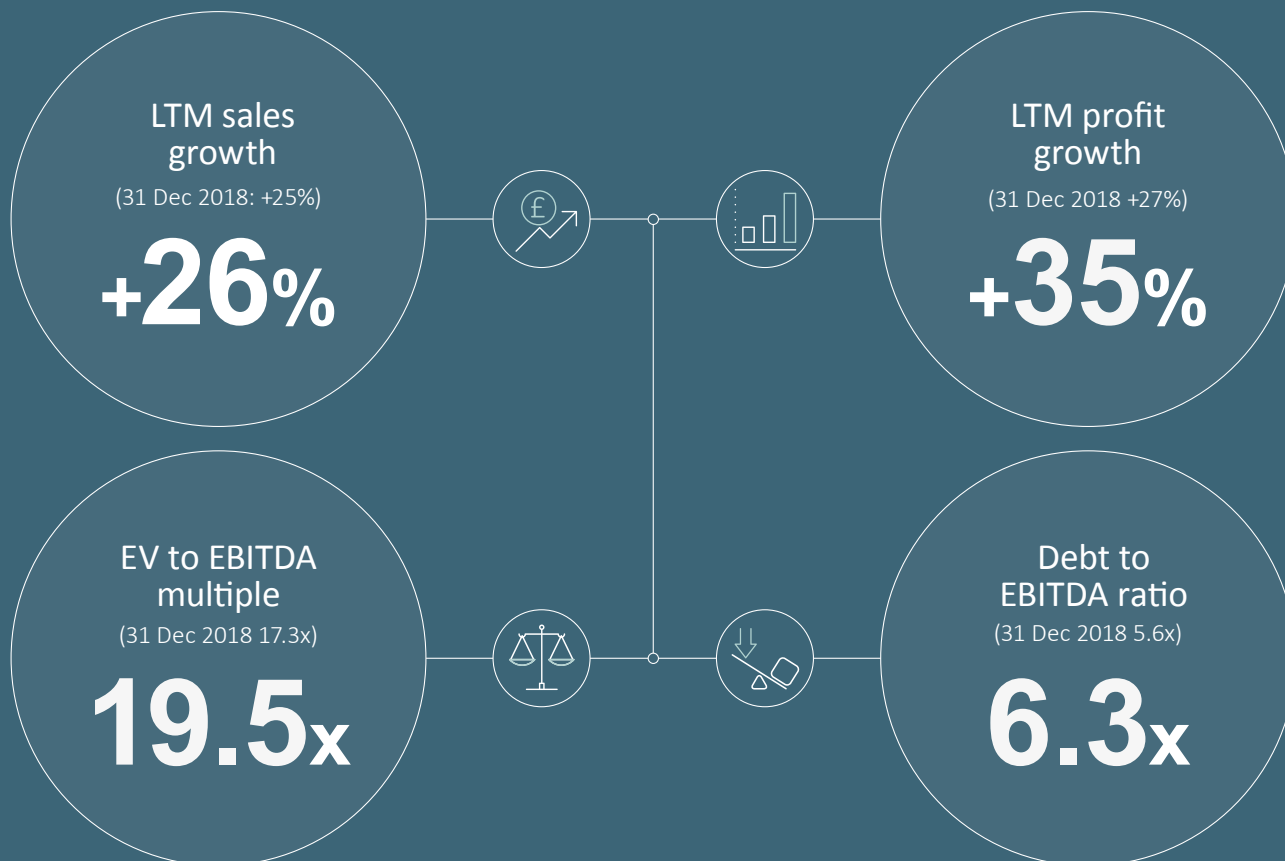 LTM sales
growth
(31 Dec 2018: +25%)
+26%
£
LTM profit
growth
(31 Dec 2018 +27%)
+35%
EV to EBITDA
multiple
(31 Dec 2018 17.3x)
19.5x
Debt to
EBITDA ratio
(31 Dec 2018 5.6x)
6.3x